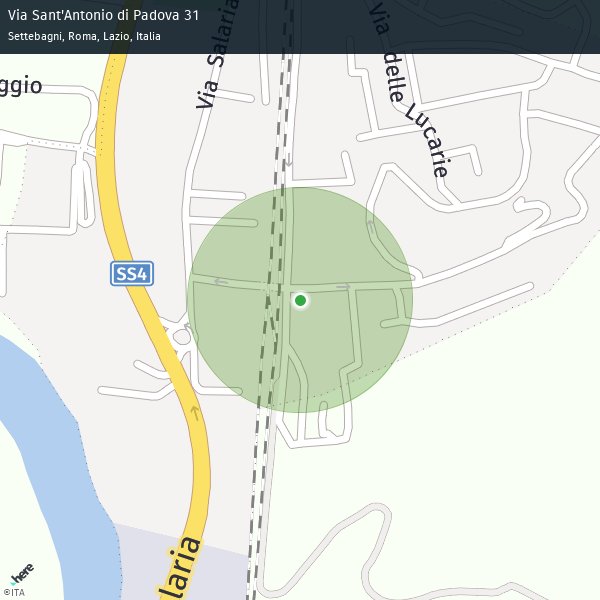 Via Sant'Antonio di Padova 31
Settebagni, Roma, Lazio, Italia
Via Salaria
Via delle Lucarie
ggio
SS4
laria
here
©ITA